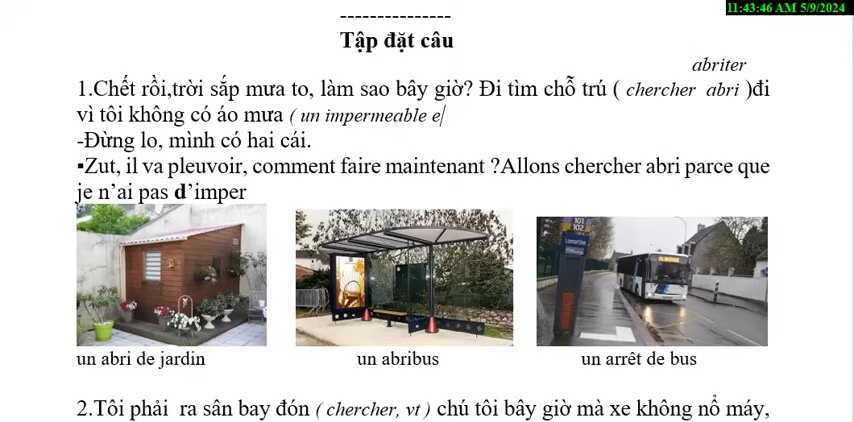 11:43:46 AM 5/9/2024
---------------
Tập đặt câu
abriter
1.Chết rồi,trời sắp mưa to, làm sao bây giờ? Đi tìm chỗ trú ( chercher abri )đi
vì tôi không có áo mưa ( un impermeable e
-Đừng lo, mình có hai cái.
▪Zut, il va pleuvoir, comment faire maintenant ?Allons chercher abri parce que
je n’ai pas d’imper
101
102
Lamartine
un abri de jardin
un abribus
un arrêt de bus
2.Tôi phải ra sân bay đón ( chercher, vt ) chú tôi bây giờ mà xe không nổ máy,